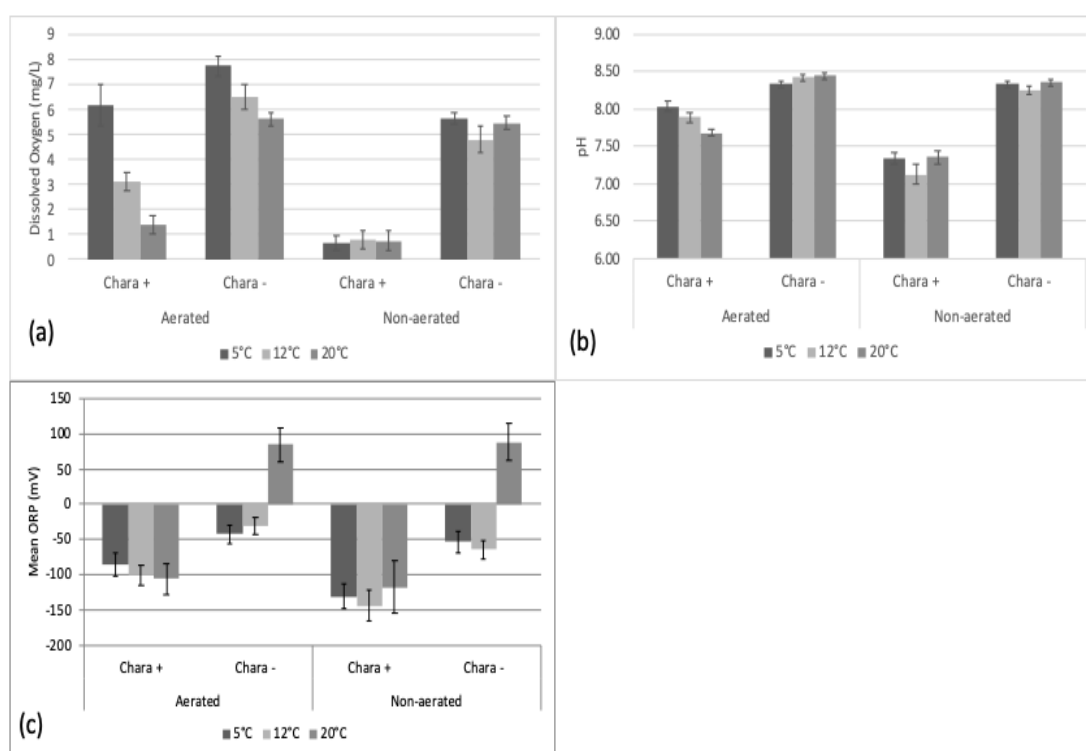 Dissolved Oxygen (mg/L)
8
7
6
5
4
3
2
1
0
Chara +
Chara -
Chara +
Chara -
Aerated
Non-aerated
(a)
5°C
12°C
20°C
pH
9.00
8.50
8.00
7.50
7.00
6.50
6.00
Chara +
Chara -
Chara +
Chara -
Aerated
Non-aerated
(b)
5°C
12°C
20°C
Mean ORP (mV)
150
100
50
0
-50
-100
-150
-200
Chara +
Chara -
Chara +
Chara -
Aerated
Non-aerated
(c)
5°C
12°C
20°C